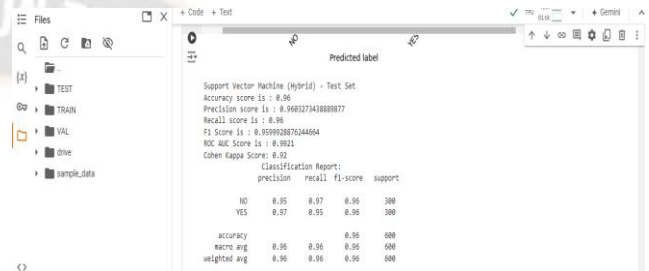 Files
+ Code + Text
Gemini
..
TEST
TRAIN
VAL
drive
sample_data
{x}
<>
NO
YES
Predicted label
Support Vector Machine (Hybrid) - Test Set
Accuracy score is : 0.96
Precision score is : 0.9603273438889877
Recall score is : 0.96
F1 Score is : 0.9599928876244664
ROC AUC Score is : 0.9921
Cohen Kappa Score: 0.92
Classification Report:
precision recall f1-score support
NO 0.95 0.97 0.96 300
YES 0.97 0.95 0.96 300
accuracy 0.96 600
macro avg 0.96 0.96 0.96 600
weighted avg 0.96 0.96 0.96 600